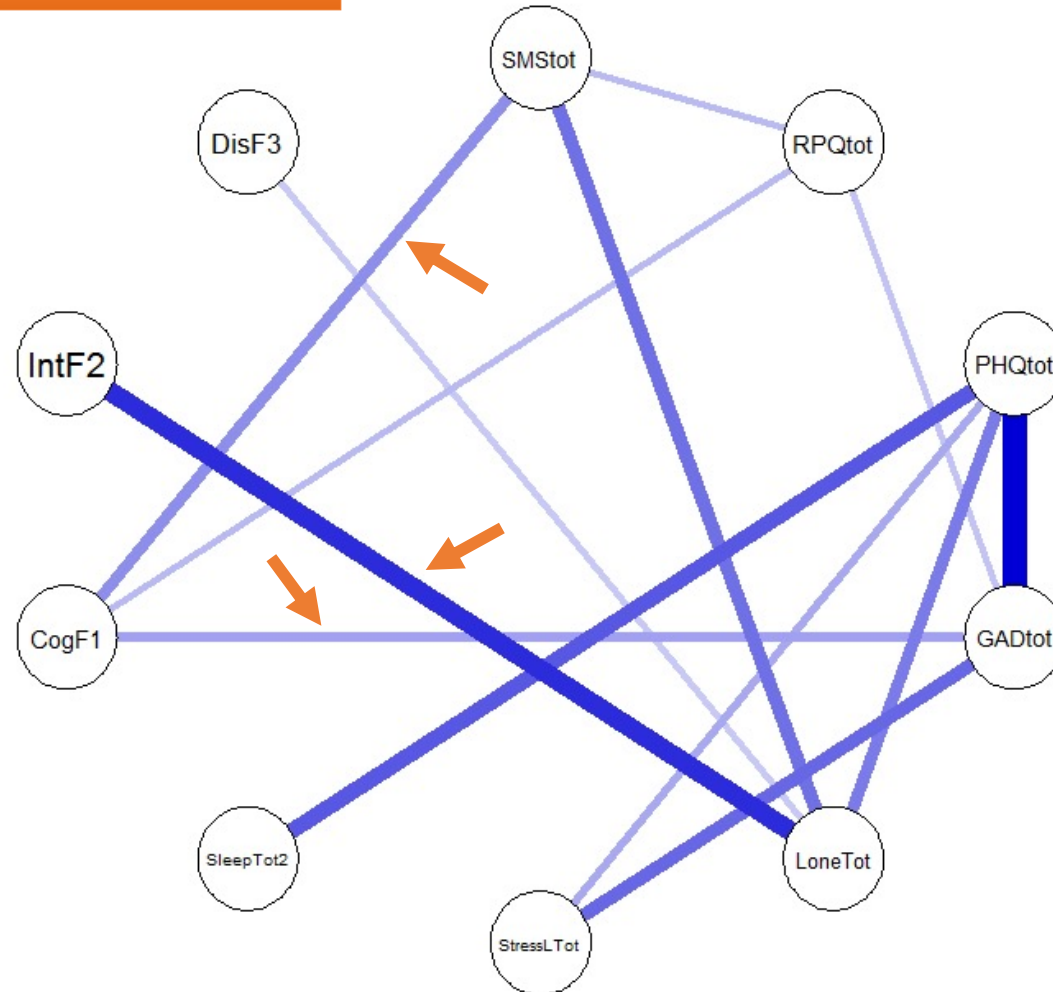 SMStot
DisF3
RPQtot
IntF2
PHQtot
CogF1
GADtot
SleepTot2
LoneTot
StressLTot